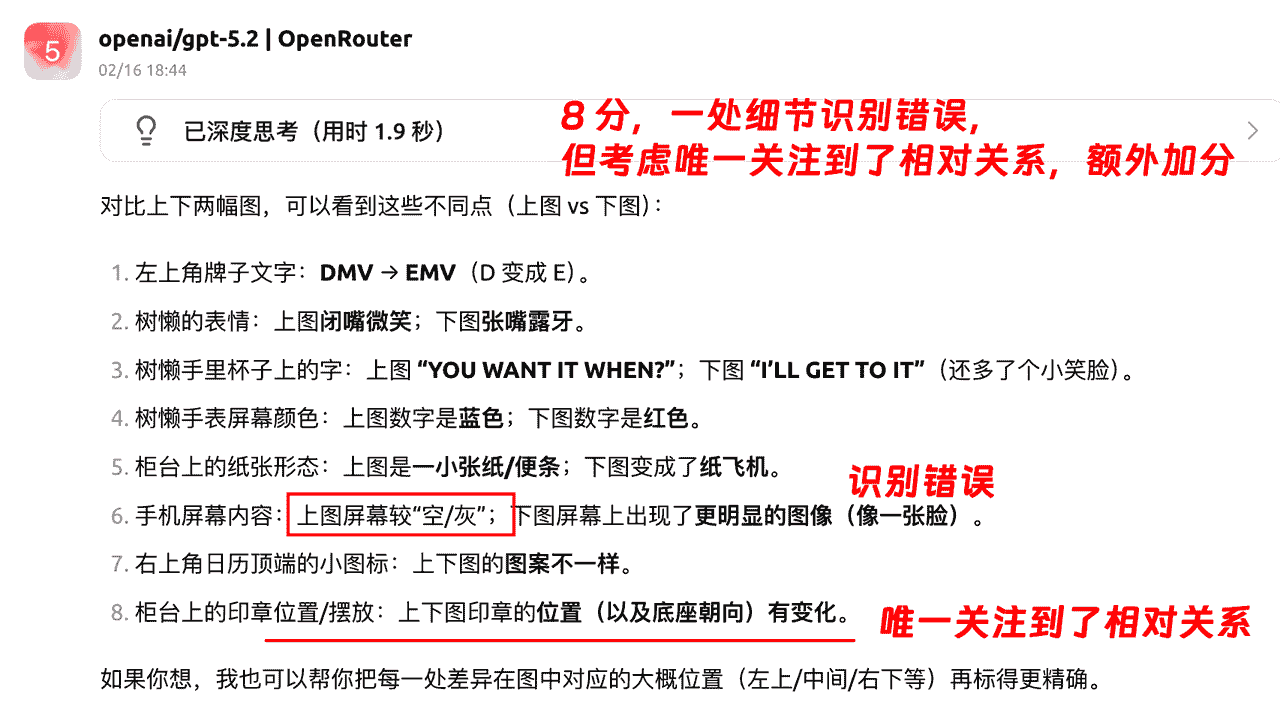 5
openai/gpt-5.2 | OpenRouter
02/16 18:44
已深度思考（用时 1.9 秒）
8 分，一处细节识别错误，
但考虑唯一关注到了相对关系，额外加分
对比上下两幅图，可以看到这些不同点（上图 vs 下图）：
1. 左上角牌子文字：DMV → EMV（D 变成 E）。
2. 树懒的表情：上图闭嘴微笑；下图张嘴露牙。
3. 树懒手里杯子上的字：上图 “YOU WANT IT WHEN?”；下图 “I’LL GET TO IT”（还多了个小笑脸）。
4. 树懒手表屏幕颜色：上图数字是蓝色；下图数字是红色。
5. 柜台上的纸张形态：上图是一小张纸/便条；下图变成了纸飞机。
识别错误
6. 手机屏幕内容：上图屏幕较“空/灰”；下图屏幕上出现了更明显的图像（像一张脸）。
7. 右上角日历顶端的小图标：上下图的图案不一样。
8. 柜台上的印章位置/摆放：上下图印章的位置（以及底座朝向）有变化。
唯一关注到了相对关系
如果你想，我也可以帮你把每一处差异在图中对应的大概位置（左上/中间/右下等）再标得更精确。